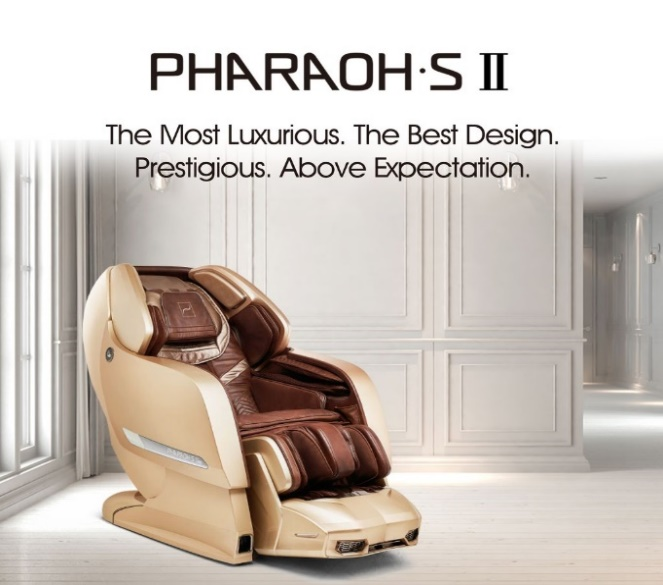 PHARAOH·S II
The Most Luxurious. The Best Design.
Prestigious. Above Expectation.